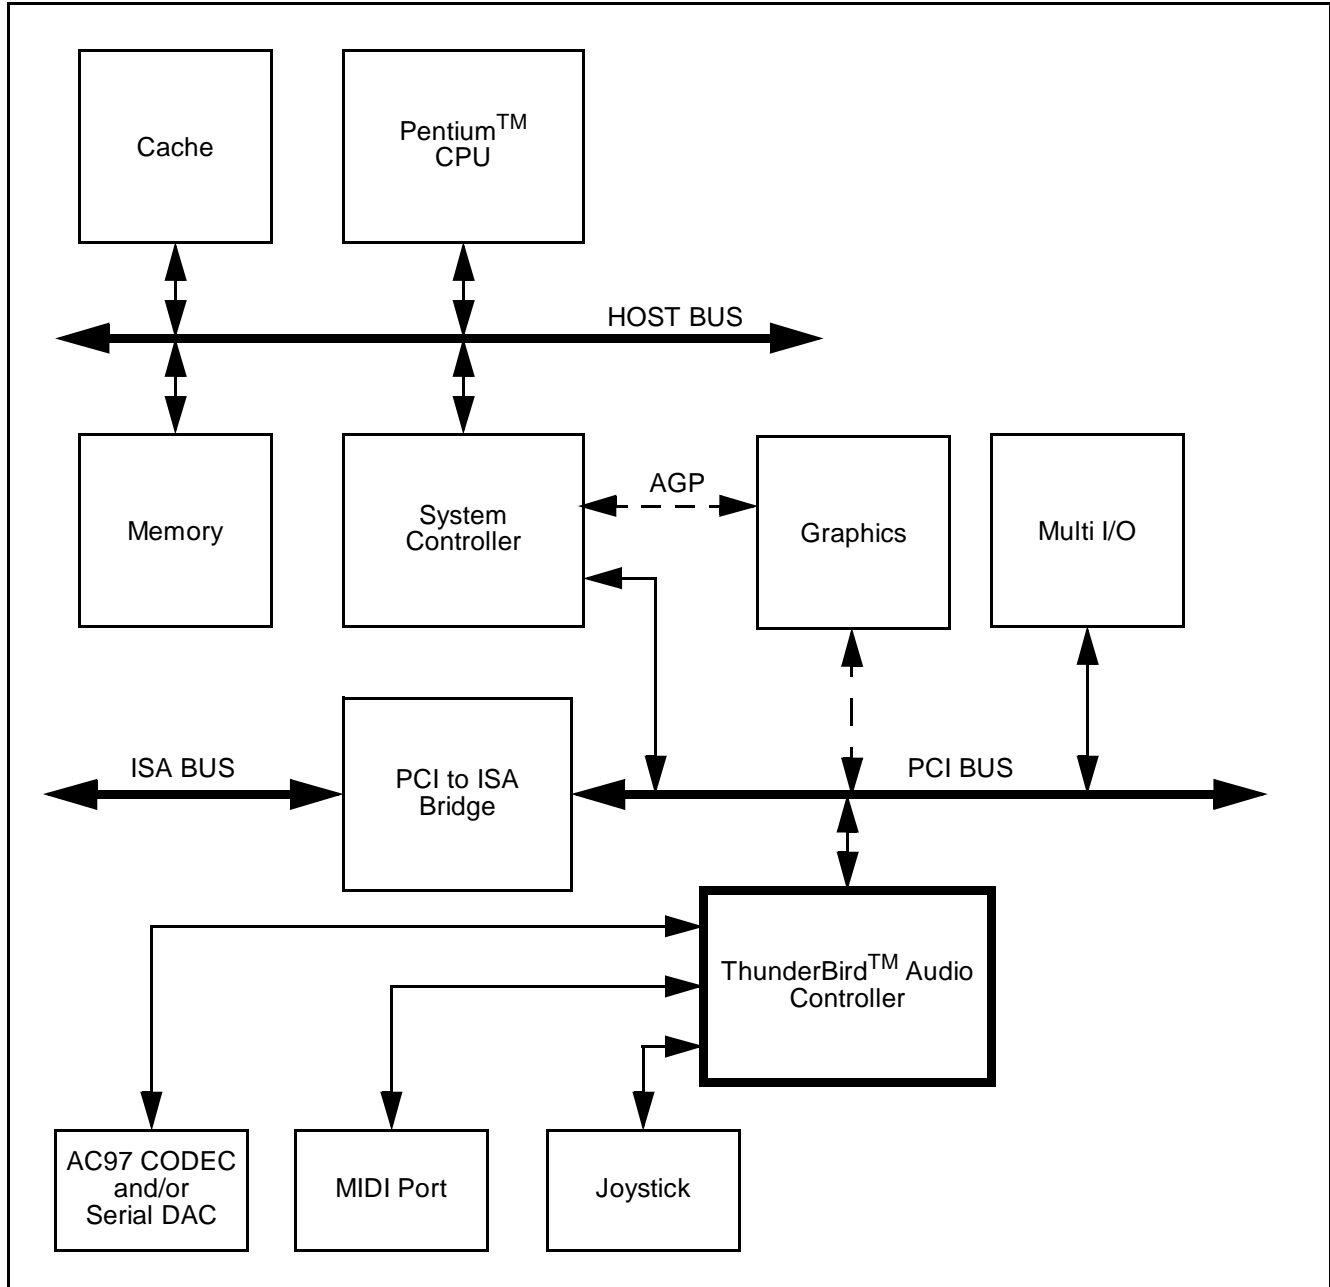 Cache
Pentium™
CPU
HOST BUS
Memory
System
Controller
AGP
Graphics
Multi I/O
ISA BUS
PCI to ISA
Bridge
PCI BUS
ThunderBird™ Audio
Controller
AC97 CODEC
and/or
Serial DAC
MIDI Port
Joystick